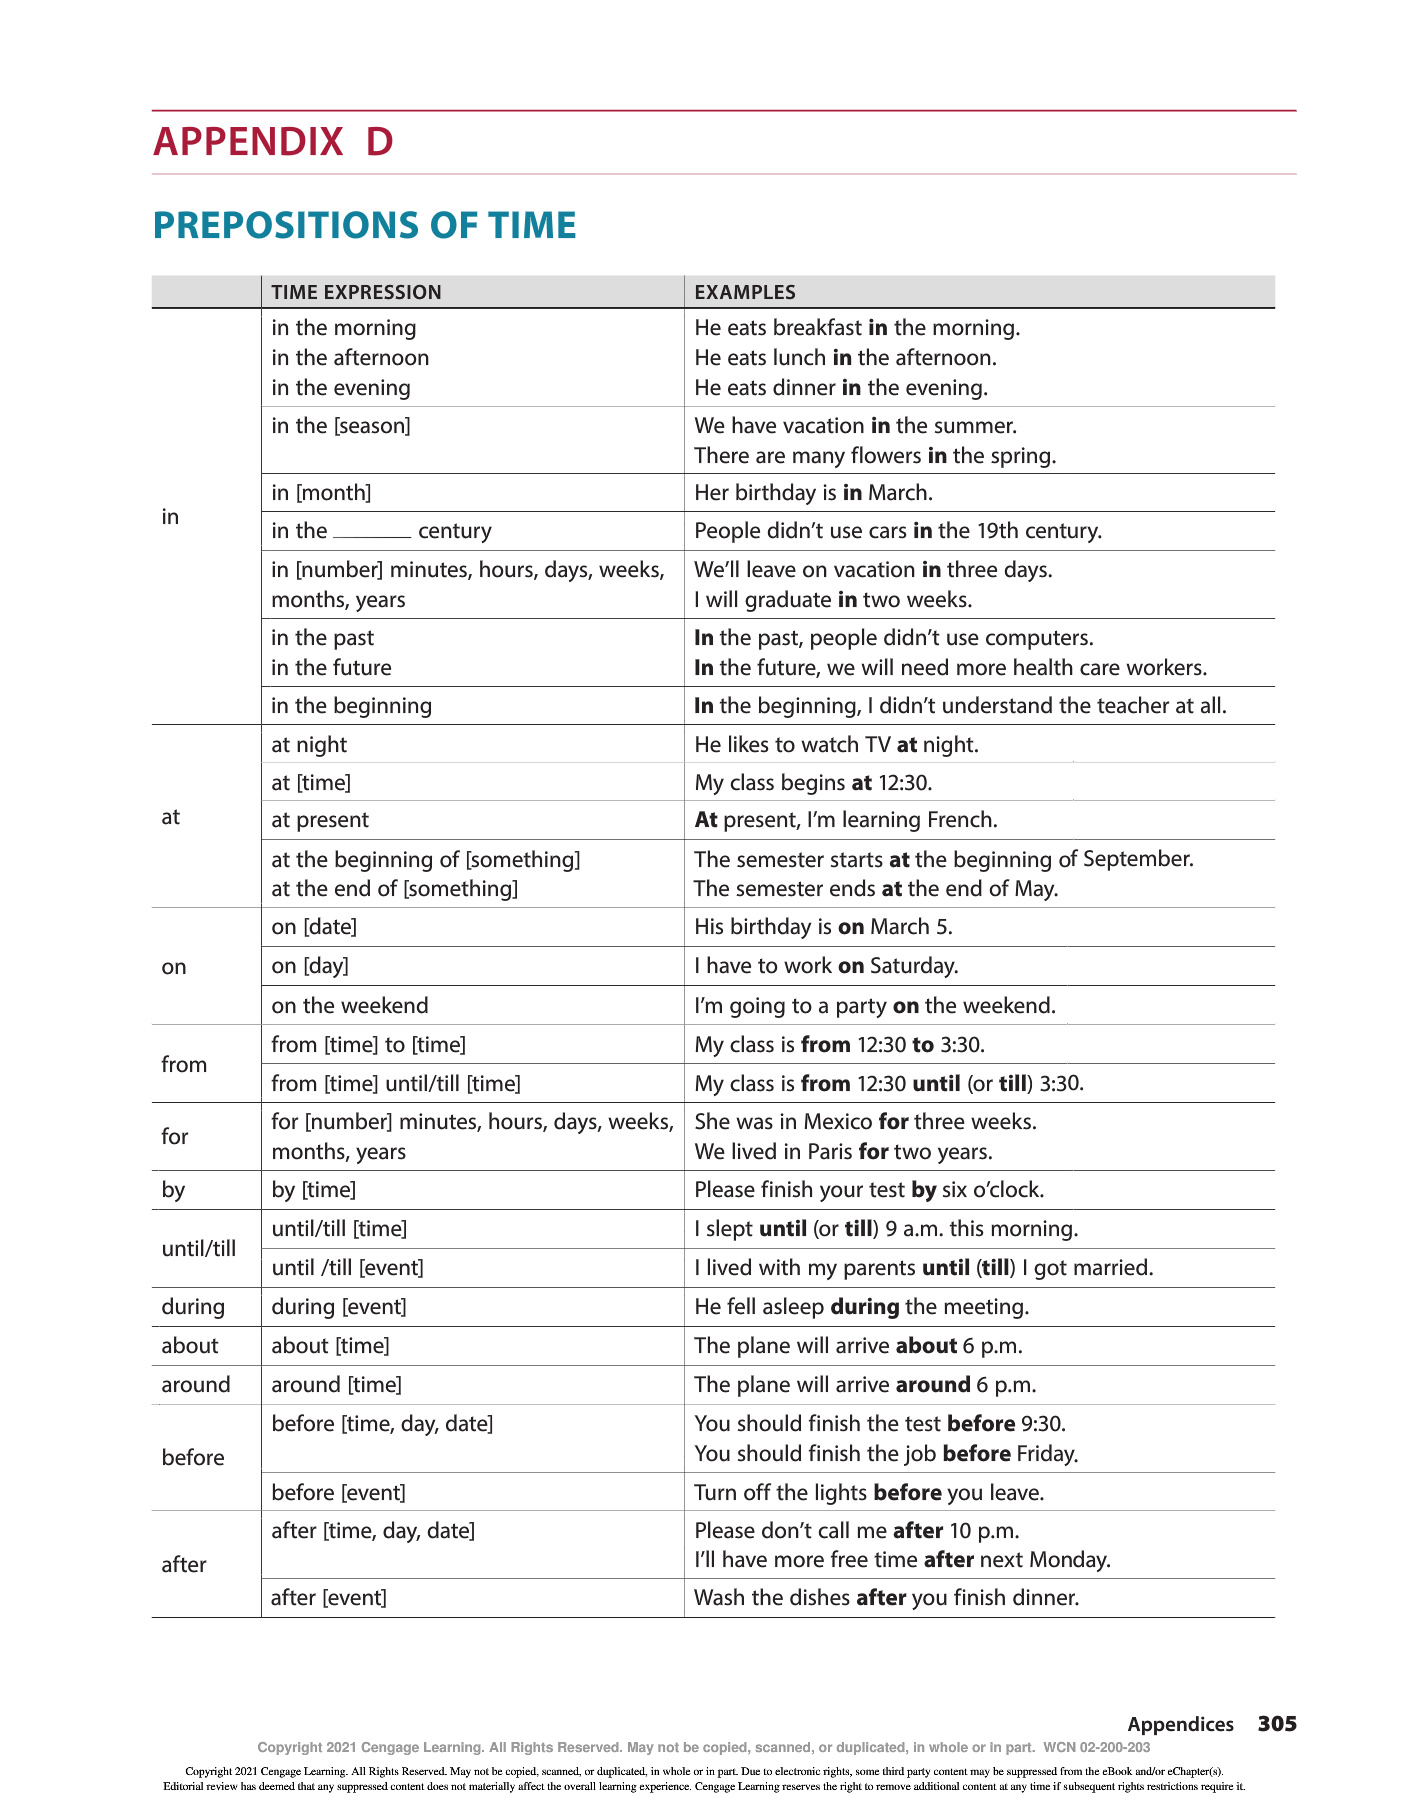 APPENDIX D
PREPOSITIONS OF TIME
TIME EXPRESSION EXAMPLES
in
in the morning He eats breakfast in the morning.
in the afternoon He eats lunch in the afternoon.
in the evening He eats dinner in the evening.
in the [season] We have vacation in the summer.
There are many flowers in the spring.
in [month] Her birthday is in March.
in the ________ century People didn’t use cars in the 19th century.
in [number] minutes, hours, days, weeks, We’ll leave on vacation in three days.
months, years I will graduate in two weeks.
in the past In the past, people didn’t use computers.
in the future In the future, we will need more health care workers.
in the beginning In the beginning, I didn’t understand the teacher at all.
at
at night He likes to watch TV at night.
at [time] My class begins at 12:30.
at present At present, I’m learning French.
at the beginning of [something] The semester starts at the beginning of September.
at the end of [something] The semester ends at the end of May.
on
on [date] His birthday is on March 5.
on [day] I have to work on Saturday.
on the weekend I’m going to a party on the weekend.
from
from [time] to [time] My class is from 12:30 to 3:30.
from [time] until/till [time] My class is from 12:30 until (or till) 3:30.
for
for [number] minutes, hours, days, weeks, She was in Mexico for three weeks.
months, years We lived in Paris for two years.
by by [time] Please finish your test by six o’clock.
until/till
until/till [time] I slept until (or till) 9 a.m. this morning.
until /till [event] I lived with my parents until (till) I got married.
during during [event] He fell asleep during the meeting.
about about [time] The plane will arrive about 6 p.m.
around around [time] The plane will arrive around 6 p.m.
before
before [time, day, date] You should finish the test before 9:30.
You should finish the job before Friday.
before [event] Turn off the lights before you leave.
after
after [time, day, date] Please don’t call me after 10 p.m.
I’ll have more free time after next Monday.
after [event] Wash the dishes after you finish dinner.
Appendices 305
Copyright 2021 Cengage Learning. All Rights Reserved. May not be copied, scanned, or duplicated, in whole or in part. WCN 02-200-203
Copyright 2021 Cengage Learning. All Rights Reserved. May not be copied, scanned, or duplicated, in whole or in part. Due to electronic rights, some third party content may be suppressed from the eBook and/or eChapter(s).
Editorial review has deemed that any suppressed content does not materially affect the overall learning experience. Cengage Learning reserves the right to remove additional content at any time if subsequent rights restrictions require it.